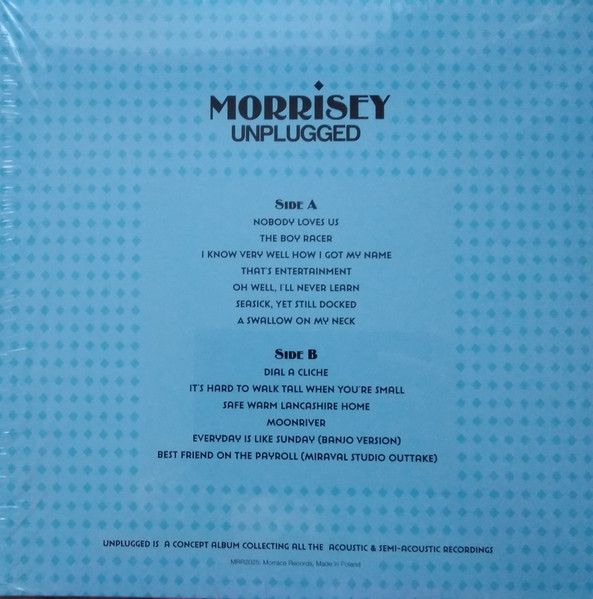 MORRISEY
UNPLUGGED
SIDE A
NOBODY LOVES US
THE BOY RACER
I KNOW VERY WELL HOW I GOT MY NAME
THAT'S ENTERTAINMENT
OH WELL, I'LL NEVER LEARN
SEASICK, YET STILL DOCKED
A SWALLOW ON MY NECK
SIDE B
DIAL A CLICHE
IT'S HARD TO WALK TALL WHEN YOU'RE SMALL
SAFE WARM LANCASHIRE HOME
MOONRIVER
EVERYDAY IS LIKE SUNDAY (BANJO VERSION)
BEST FRIEND ON THE PAYROLL (MIRAVAL STUDIO OUTTAKE)
UNPLUGGED IS A CONCEPT ALBUM COLLECTING ALL THE ACOUSTIC & SEMI-ACOUSTIC RECORDINGS
Records, Made in Poland